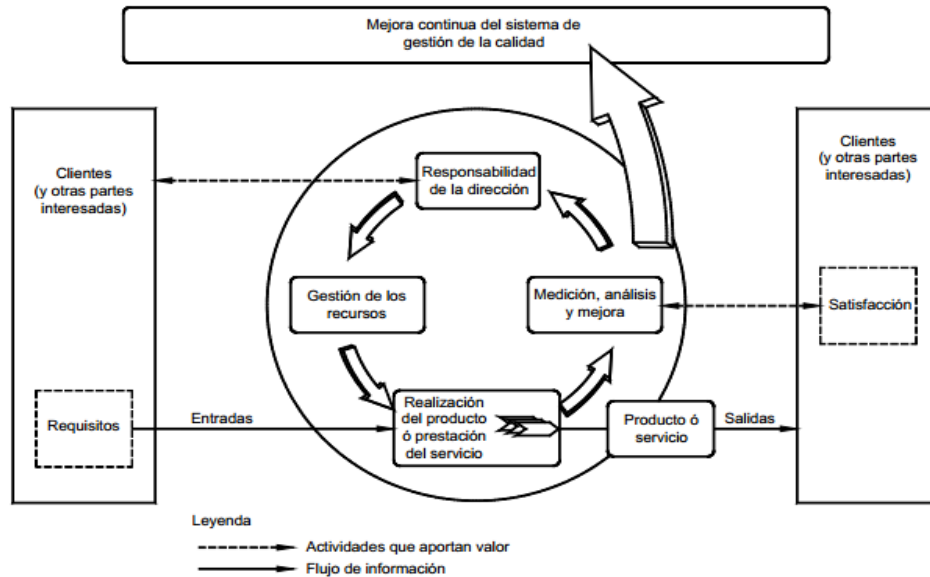 Mejora continua del sistema de
gestión de la calidad
Clientes
(y otras partes
interesadas)
Responsabilidad
de la dirección
Clientes
(y otras partes
interesadas)
Gestión de los
recursos
Medición, análisis
y mejora
Satisfacción
Requisitos
Entradas
Realización
del producto
ó prestación
del servicio
Producto ó
servicio
Salidas
Leyenda
Actividades que aportan valor
Flujo de información